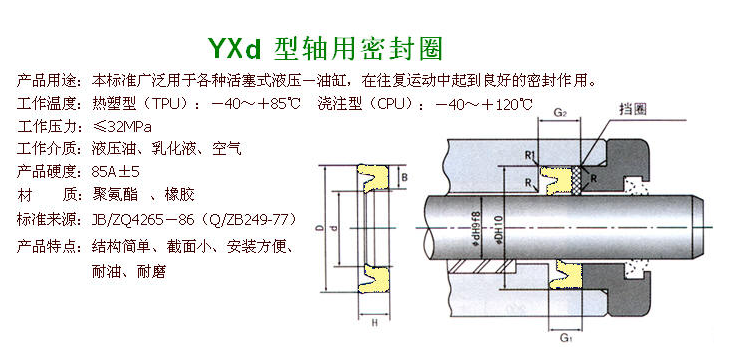 YXd 型轴用密封圈
产品用途：本标准广泛用于各种活塞式液压一油缸，在往复运动中起到良好的密封作用。
工作温度：热塑型（TPU）：－40～＋85℃　浇注型（CPU）：－40～＋120℃
工作压力：≤32MPa
工作介质：液压油、乳化液、空气
产品硬度：85A±5
材　　质：聚氨酯 、橡胶
标准来源：JB/ZQ4265－86（Q/ZB249-77）
产品特点：结构简单、截面小、安装方便、
耐油、耐磨
挡圈
G2
R1
R
R
B
D
d
ΦdH9f8
ΦDH10
H
G1